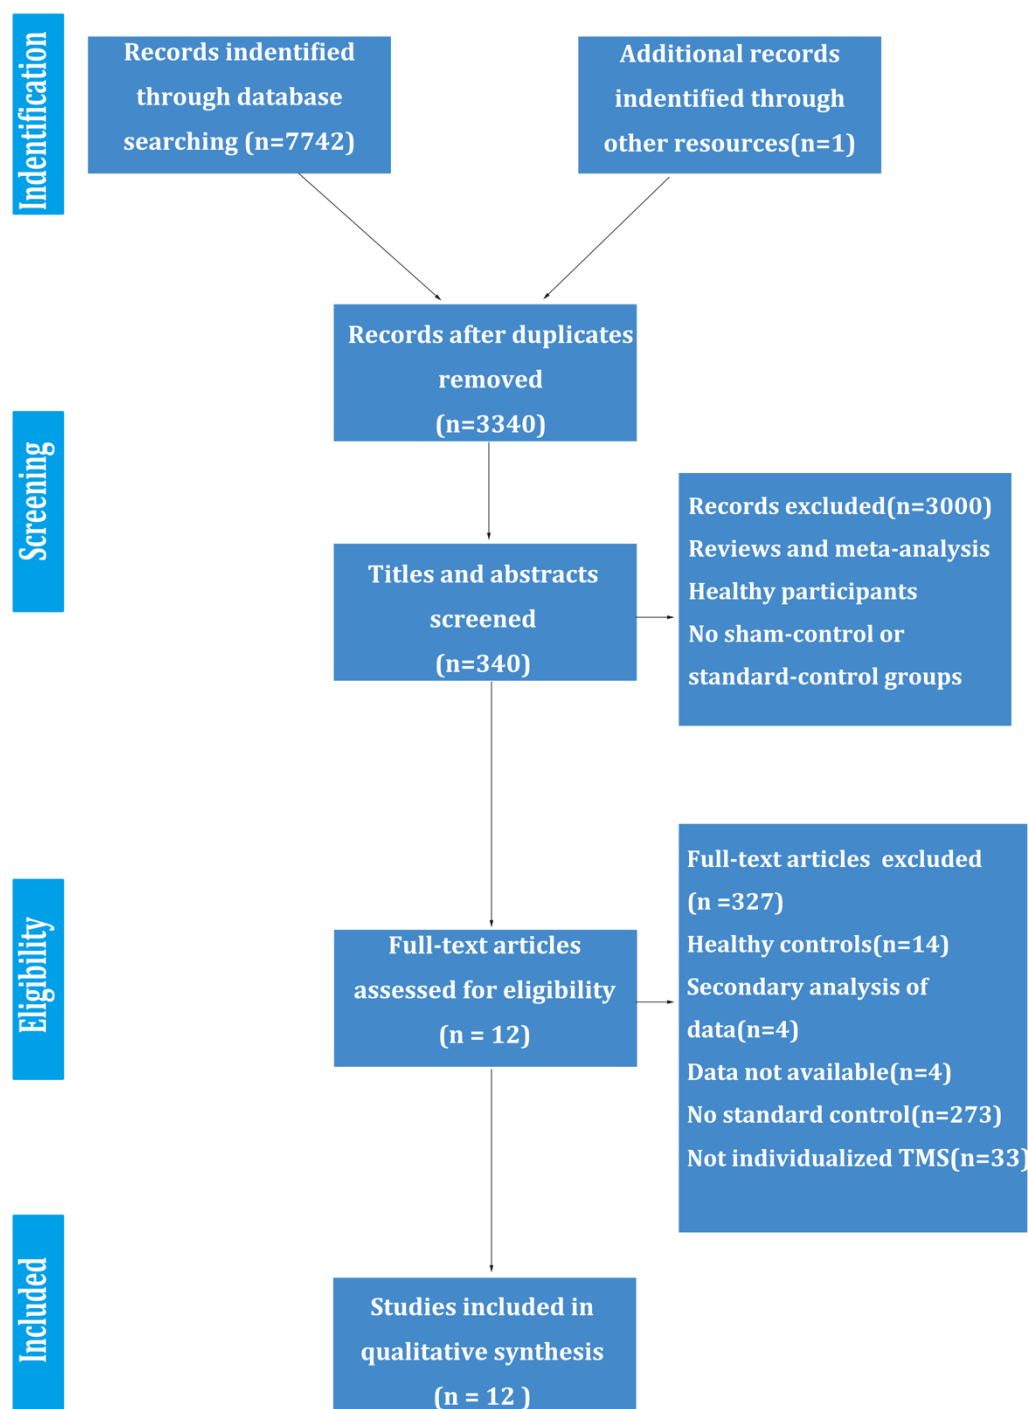 Indentification
Records indentified
through database
searching (n=7742)
Additional records
indentified through
other resources(n=1)
Records after duplicates
removed
(n=3340)
Screening
Titles and abstracts
screened
(n=340)
Records excluded(n=3000)
Reviews and meta-analysis
Healthy participants
No sham-control or
standard-control groups
Eligibility
Full-text articles
assessed for eligibility
(n = 12)
Full-text articles  excluded
(n =327)
Healthy controls(n=14)
Secondary analysis of
data(n=4)
Data not available(n=4)
No standard control(n=273)
Not individualized TMS(n=33)
Included
Studies included in
qualitative synthesis
(n = 12 )